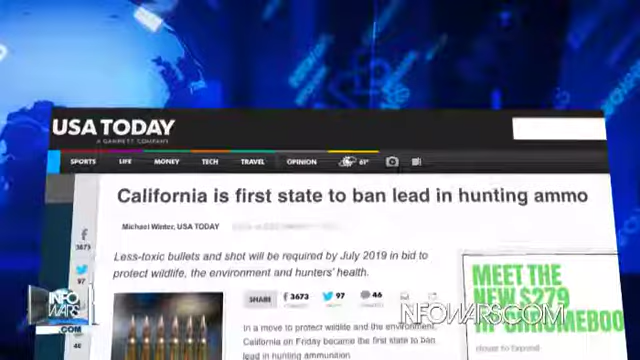 USA TODAY
A GANNETT COMPANY
SPORTS LIFE MONEY TECH TRAVEL OPINION 61°
California is first state to ban lead in hunting ammo
Michael Winter, USA TODAY
Less-toxic bullets and shot will be required by July 2019 in bid to
protect wildlife, the environment and hunters' health.
3673
97
SHARE 3673 97 46
In a move to protect wildlife and the environment,
California on Friday became the first state to ban
lead in hunting ammunition
MEET THE
NEW $279
INFOWARS.COM
INFO
WARS
.COM